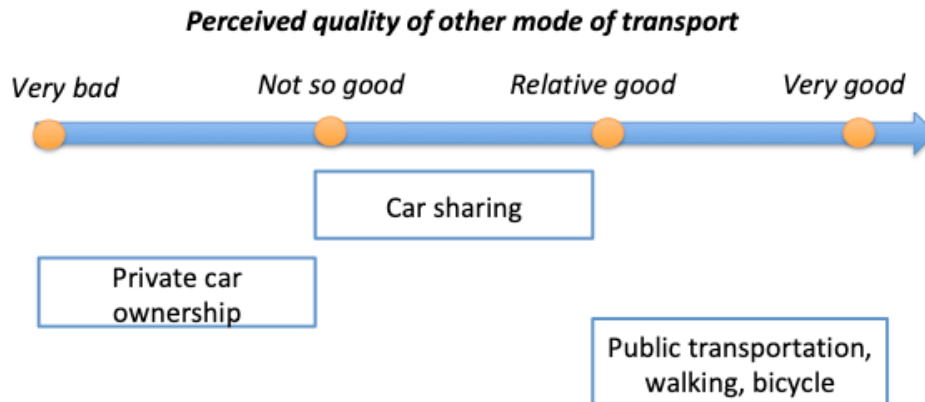 Perceived quality of other mode of transport
Very bad Not so good Relative good Very good
Car sharing
Private car
ownership
Public transportation,
walking, bicycle